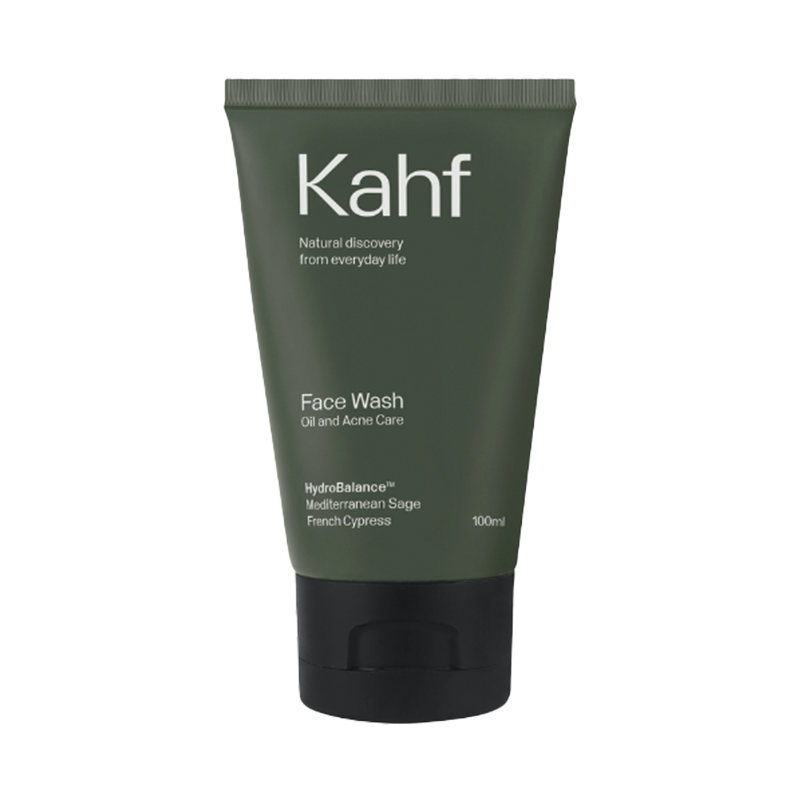 Kahf
Natural discovery
from everyday life
Face Wash
Oil and Acne Care
HydroBalance™
Mediterranean Sage
French Cypress
100ml